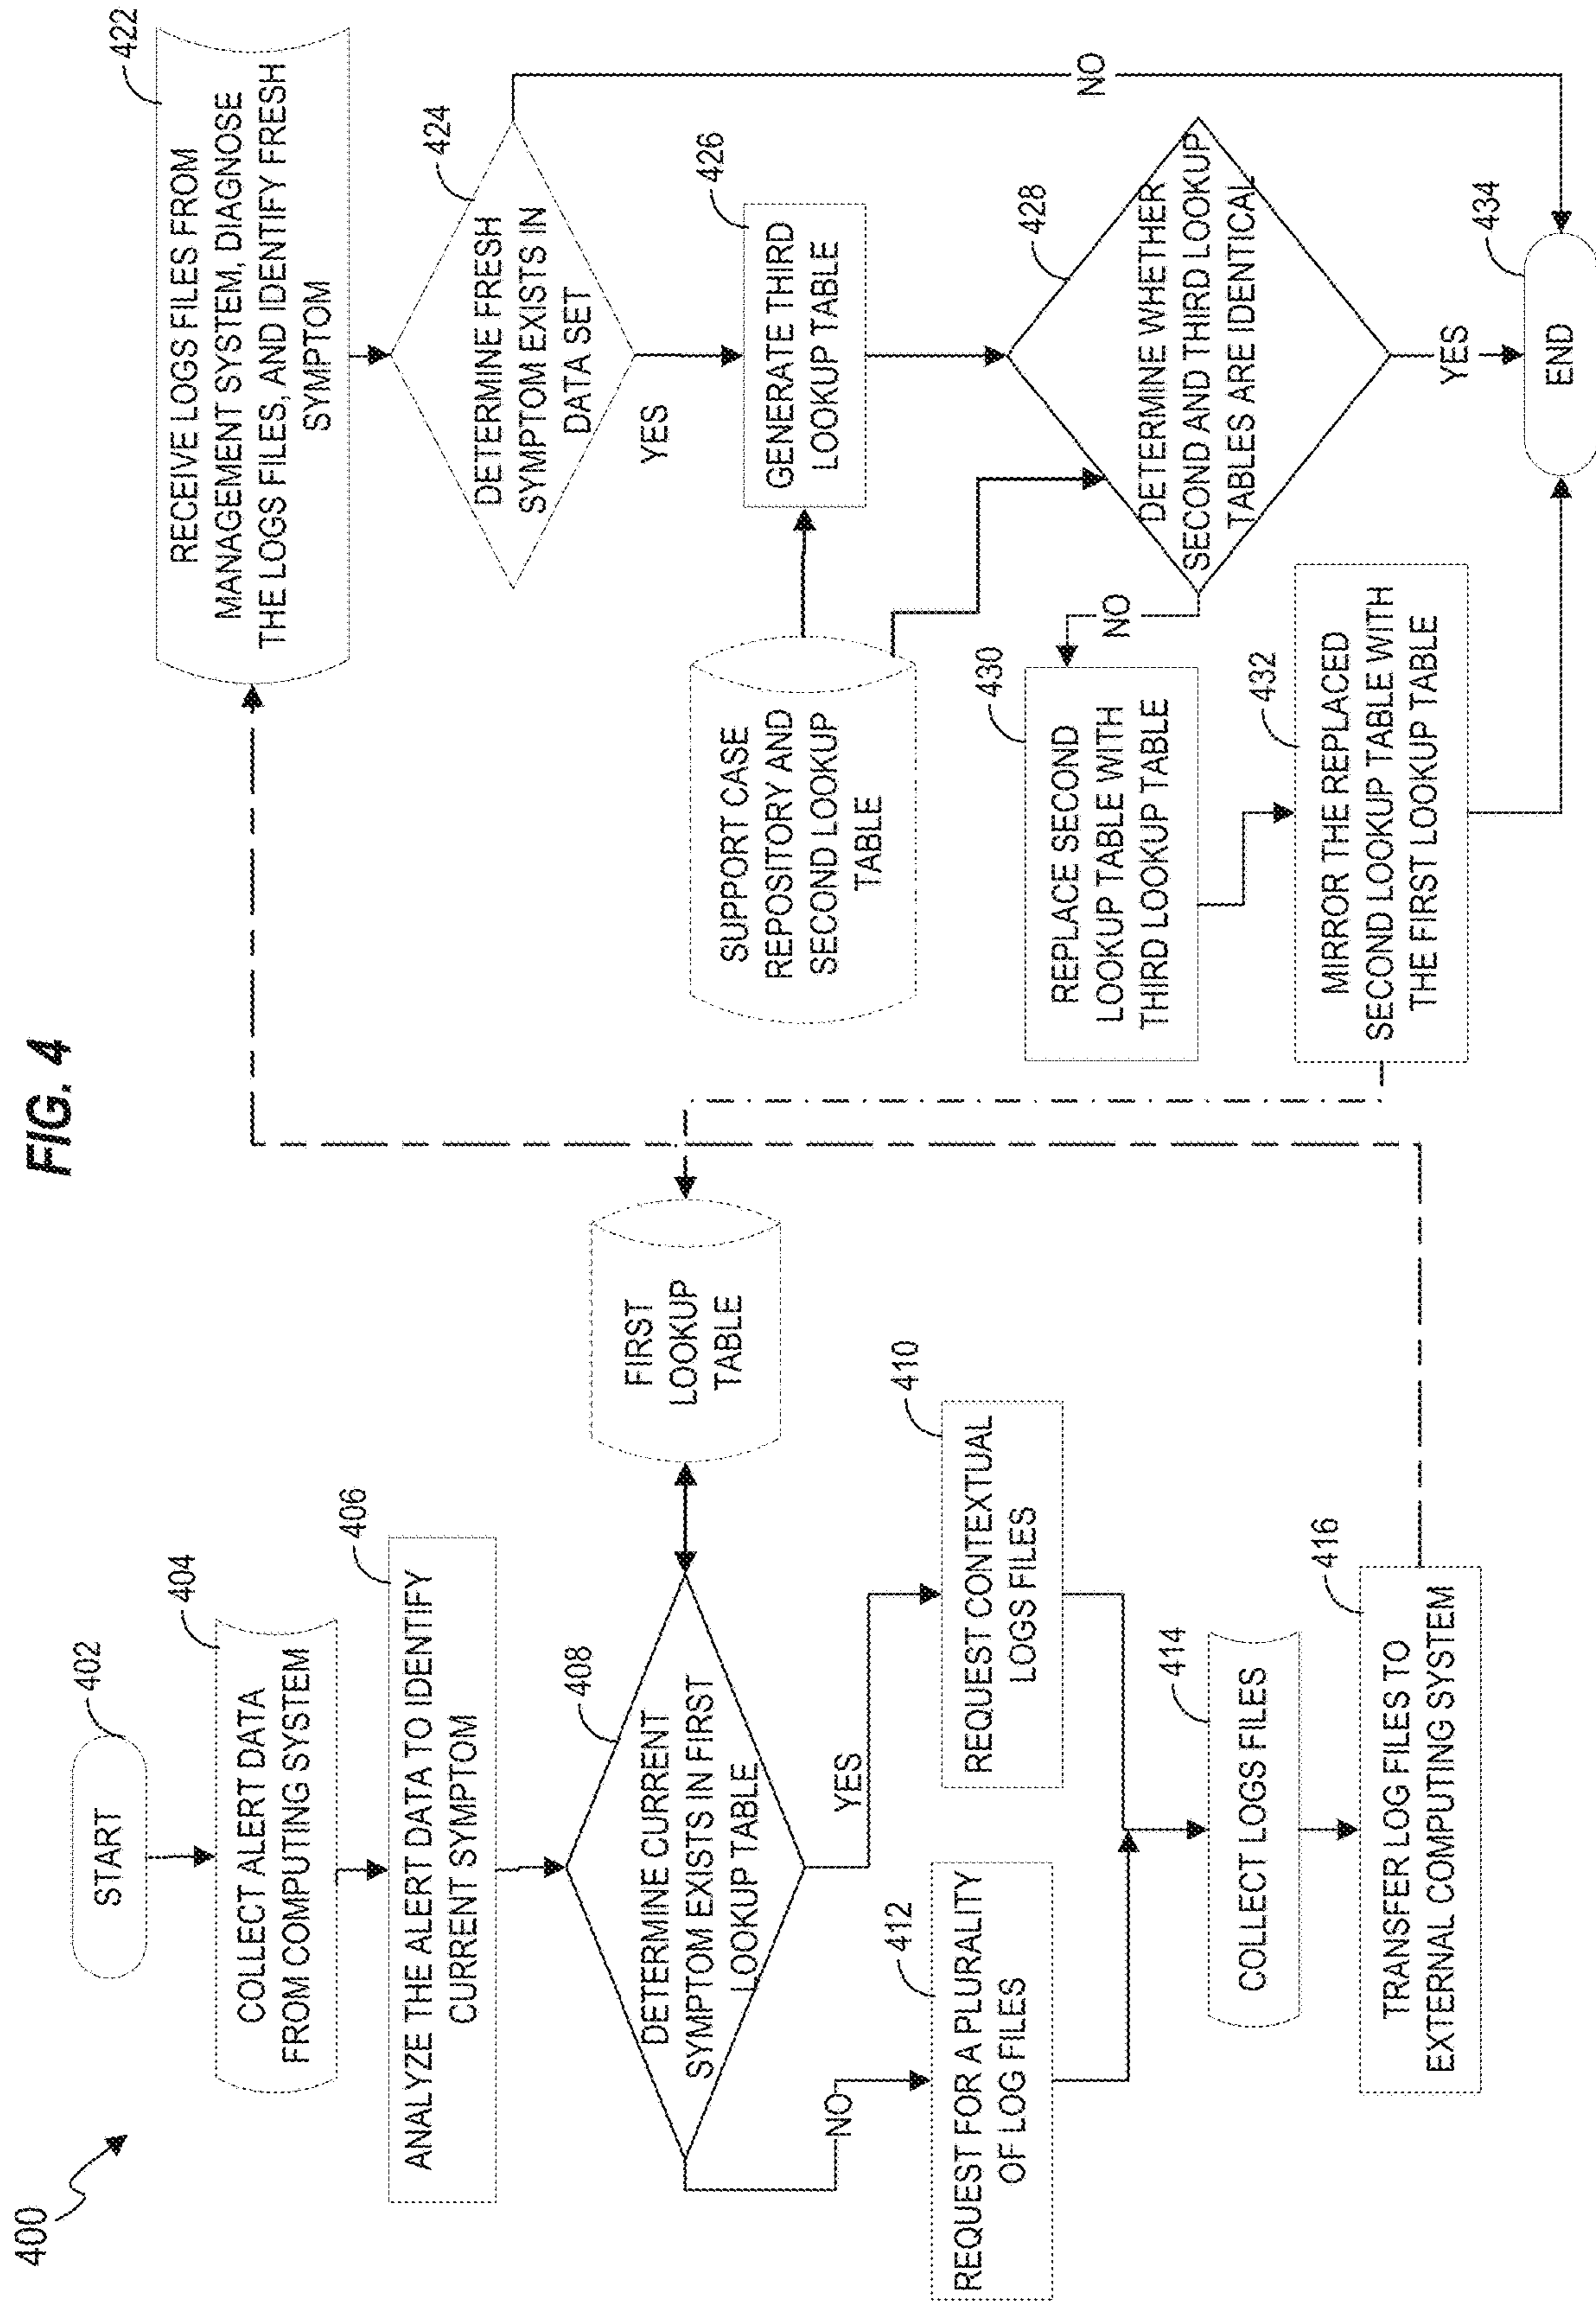 FIG. 4
400
402
START
404
COLLECT ALERT DATA
FROM COMPUTING SYSTEM
406
ANALYZE THE ALERT DATA TO IDENTIFY
CURRENT SYMPTOM
408
DETERMINE CURRENT
SYMPTOM EXISTS IN FIRST
LOOKUP TABLE
FIRST
LOOKUP
TABLE
NO
YES
412
REQUEST FOR A PLURALITY
OF LOG FILES
410
REQUEST CONTEXTUAL
LOGS FILES
414
COLLECT LOGS FILES
416
TRANSFER LOG FILES TO
EXTERNAL COMPUTING SYSTEM
422
RECEIVE LOGS FILES FROM
MANAGEMENT SYSTEM, DIAGNOSE
THE LOGS FILES, AND IDENTIFY FRESH
SYMPTOM
424
DETERMINE FRESH
SYMPTOM EXISTS IN
DATA SET
YES
NO
SUPPORT CASE
REPOSITORY AND
SECOND LOOKUP
TABLE
426
GENERATE THIRD
LOOKUP TABLE
428
DETERMINE WHETHER
SECOND AND THIRD LOOKUP
TABLES ARE IDENTICAL
NO
YES
430
REPLACE SECOND
LOOKUP TABLE WITH
THIRD LOOKUP TABLE
432
MIRROR THE REPLACED
SECOND LOOKUP TABLE WITH
THE FIRST LOOKUP TABLE
434
END